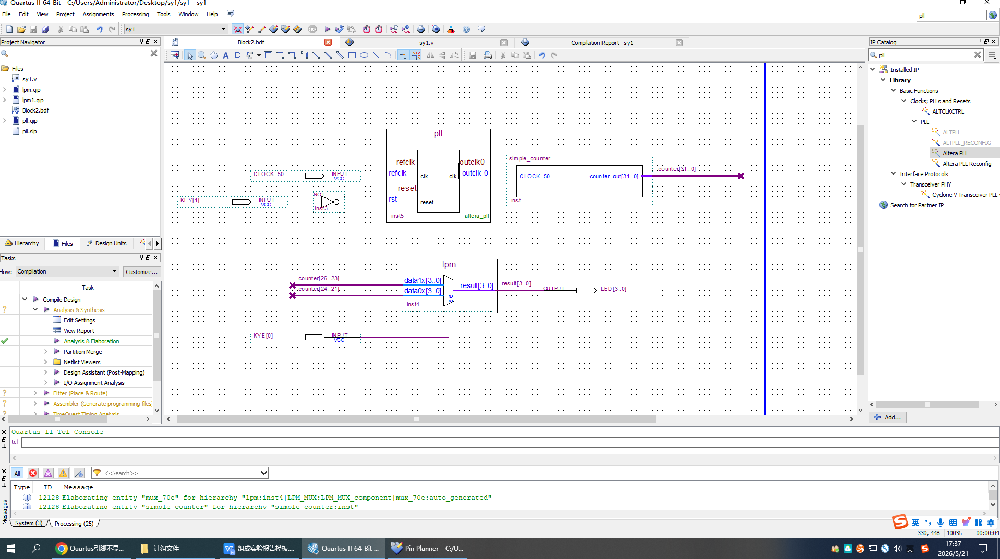 Quartus II 64-Bit - C:/Users/Administrator/Desktop/sy1/sy1 - sy1
File Edit View Project Assignments Processing Tools Window Help
pll
sy1
Project Navigator
Files
sy1.v
lpm.qip
lpm1.qip
Block2.bdf
pll.qip
pll.sip
Hierarchy Files Design Units
Tasks
Flow: Compilation Customize...
Task
Compile Design
Analysis & Synthesis
Edit Settings
View Report
Analysis & Elaboration
Partition Merge
Netlist Viewers
Design Assistant (Post-Mapping)
I/O Assignment Analysis
Fitter (Place & Route)
Assembler (Generate programming files)
TimeQuest Timing Analysis
Block2.bdf sy1.v Compilation Report - sy1
pll
refclk outclk0
refclk outclk_0
clk clk
reset
rst
reset
inst5 altera_pll
CLOCK_50 INPUT
VCC
KEY[1] INPUT
VCC
NOT
inst3
simple_counter
CLOCK_50 counter_out[31..0]
inst
counter[31..0]
lpm
counter[26..23] data1x[3..0]
counter[24..21] data0x[3..0]
result[3..0]
sel
inst4
result[3..0]
OUTPUT LED[3..0]
KYE[0] INPUT
VCC
IP Catalog
pll
Installed IP
Library
Basic Functions
Clocks; PLLs and Resets
ALTCLKCTRL
PLL
ALTPLL
ALTPLL_RECONFIG
Altera PLL
Altera PLL Reconfig
Interface Protocols
Transceiver PHY
Cyclone V Transceiver PLL
Search for Partner IP
Add...
Quartus II Tcl Console
tcl>
All <<Search>>
Type ID Message
12128 Elaborating entity "mux_70e" for hierarchy "lpm:inst4|LPM_MUX:LPM_MUX_component|mux_70e:auto_generated"
12128 Elaborating entity "simple_counter" for hierarchy "simple_counter:inst"
Messages
System (3) Processing (25)
英
330, 448 100% 00:00:04
Quartus引脚不显... 计组文件 组成实验报告模板.... Quartus II 64-Bit ... Pin Planner - C:/U...
英
17:37
2026/5/21